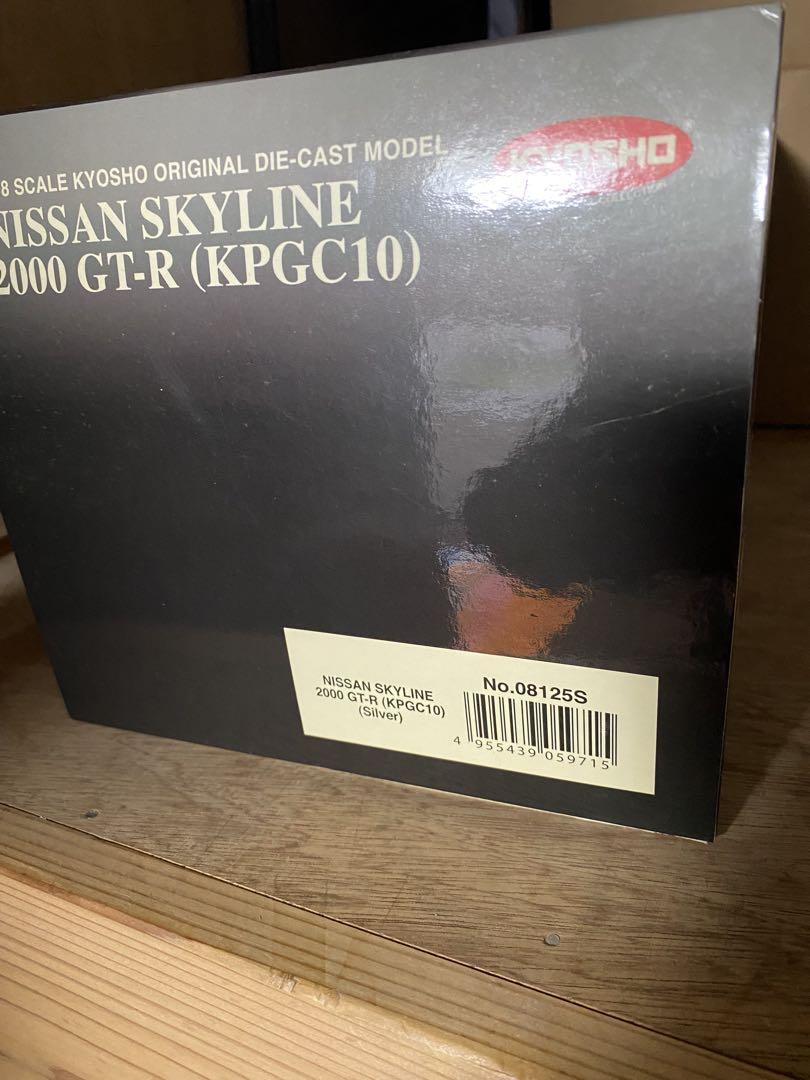 8 SCALE KYOSHO ORIGINAL DIE-CAST MODEL
KYOSHO
NISSAN SKYLINE
2000 GT-R (KPGC10)
NISSAN SKYLINE
2000 GT-R (KPGC10)
(Silver)
No.08125S
4 955439 059715